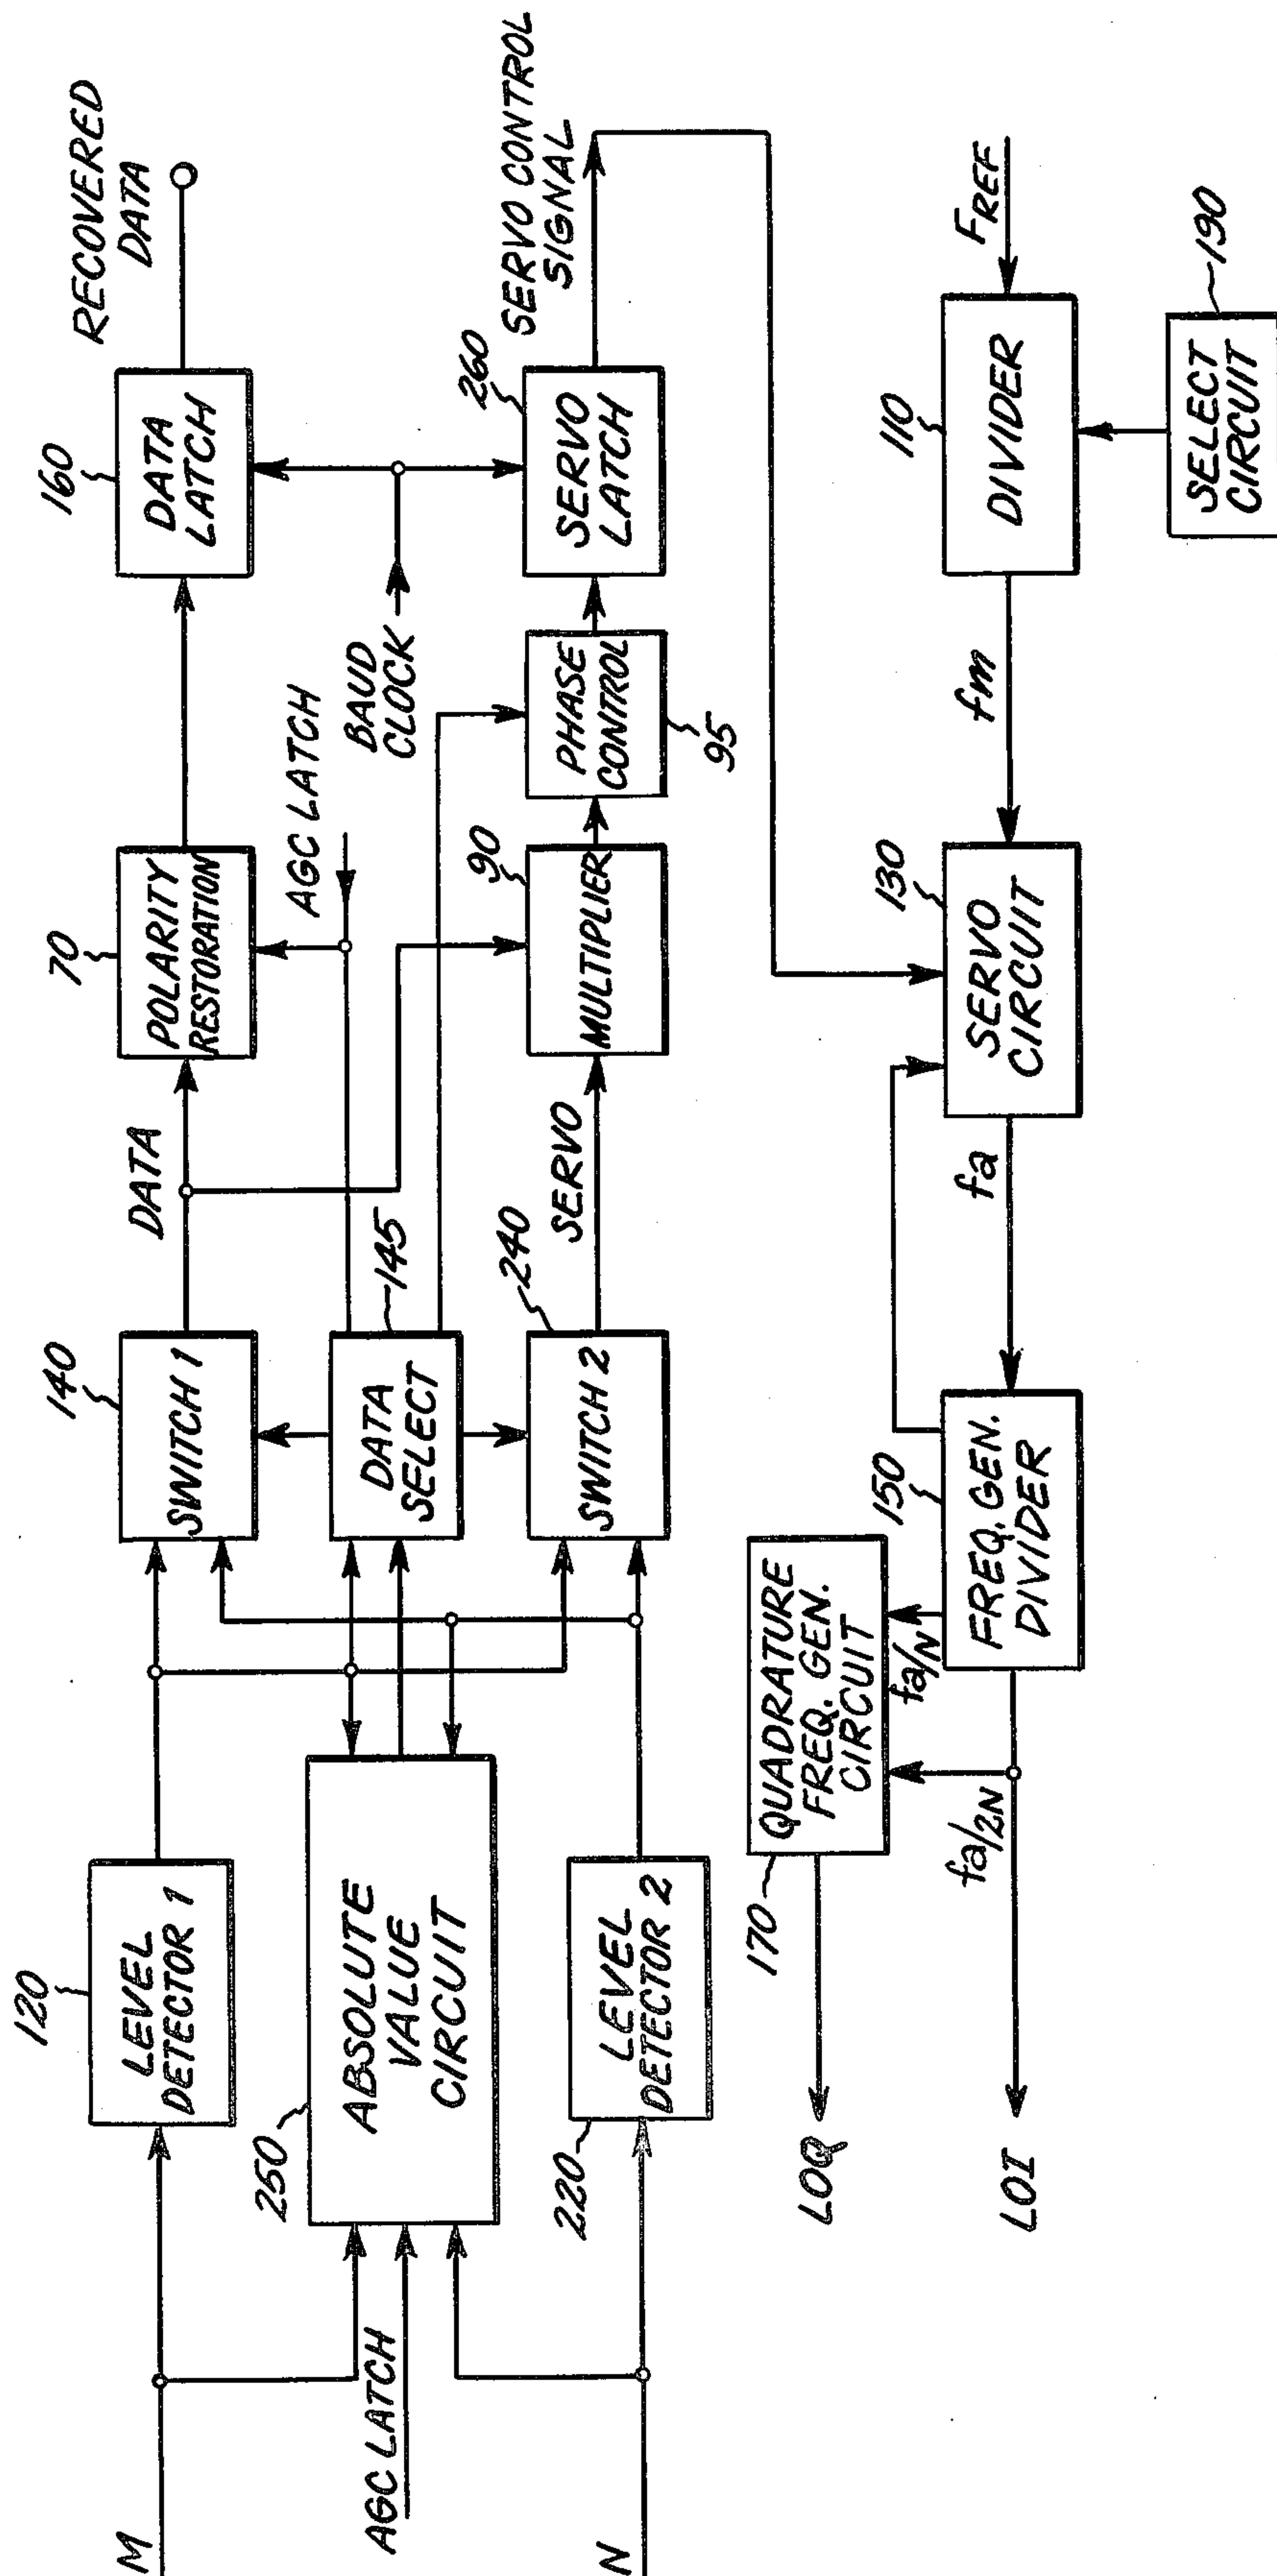 M
120
LEVEL
DETECTOR 1
140
SWITCH 1
DATA
70
POLARITY
RESTORATION
160
DATA
LATCH
RECOVERED
DATA
AGC LATCH
250
ABSOLUTE
VALUE
CIRCUIT
DATA
SELECT
145
AGC LATCH
BAUD
CLOCK
N
220
LEVEL
DETECTOR 2
SWITCH 2
240
SERVO
90
MULTIPLIER
PHASE
CONTROL
95
260
SERVO
LATCH
SERVO CONTROL
SIGNAL
LOQ
170
QUADRATURE
FREQ. GEN.
CIRCUIT
fa/N
fa/2N
LOI
150
FREQ. GEN.
DIVIDER
fa
130
SERVO
CIRCUIT
fm
110
DIVIDER
FREF
SELECT
CIRCUIT
190